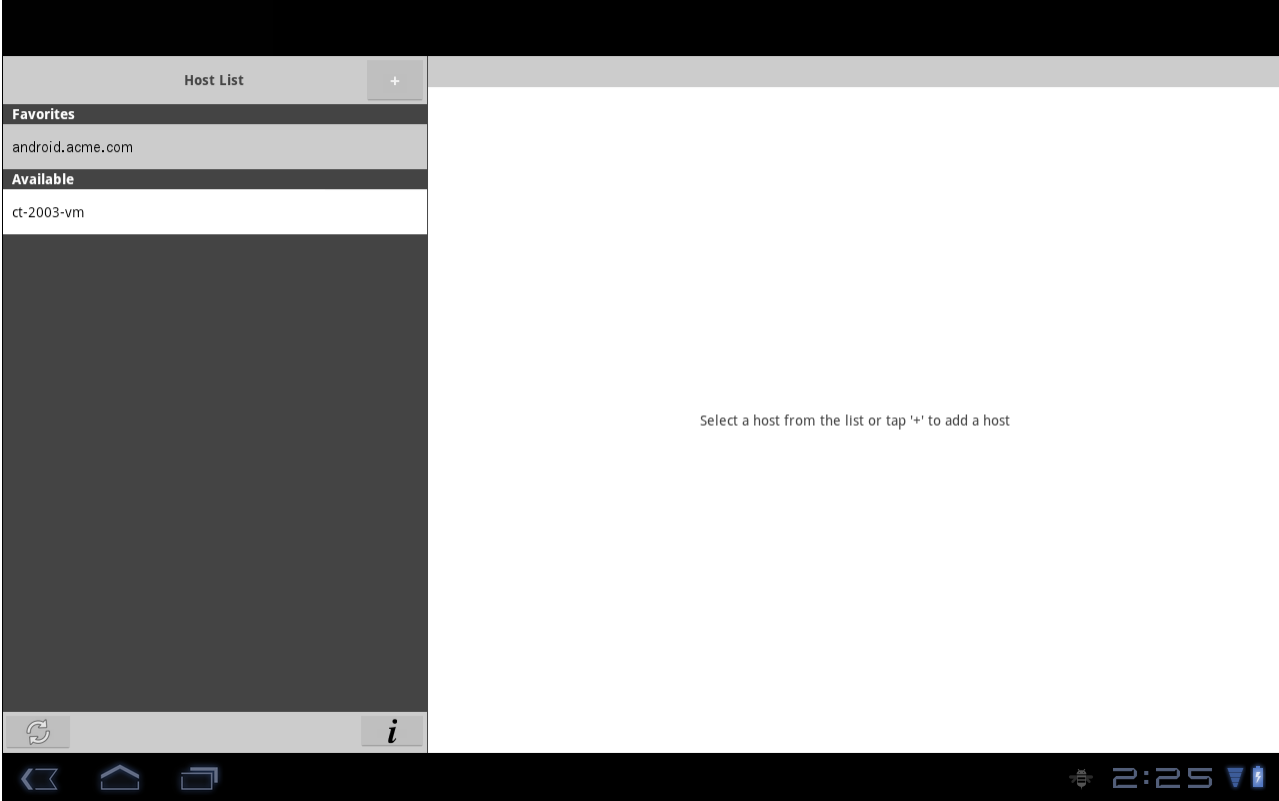 Host List
+
Favorites
android.acme.com
Available
ct-2003-vm
Select a host from the list or tap '+' to add a host
i
2:25